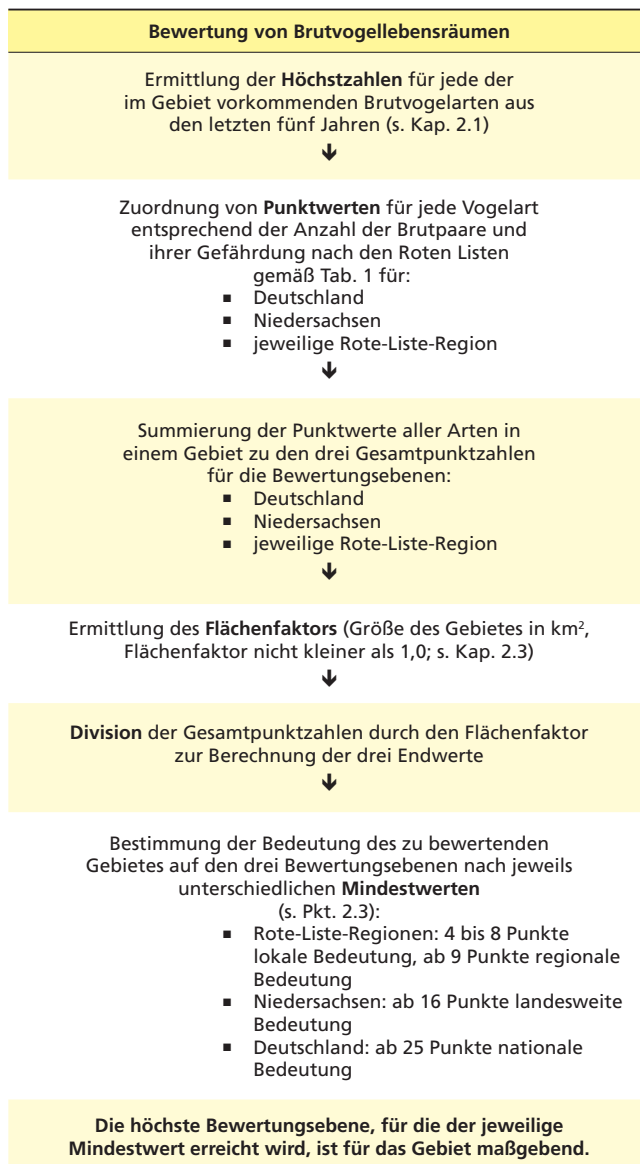 Bewertung von Brutvogellebensräumen
Ermittlung der Höchstzahlen für jede der
im Gebiet vorkommenden Brutvogelarten aus
den letzten fünf Jahren (s. Kap. 2.1)
Zuordnung von Punktwerten für jede Vogelart
entsprechend der Anzahl der Brutpaare und
ihrer Gefährdung nach den Roten Listen
gemäß Tab. 1 für:
▪ Deutschland
▪ Niedersachsen
▪ jeweilige Rote-Liste-Region
Summierung der Punktwerte aller Arten in
einem Gebiet zu den drei Gesamtpunktzahlen
für die Bewertungsebenen:
▪ Deutschland
▪ Niedersachsen
▪ jeweilige Rote-Liste-Region
Ermittlung des Flächenfaktors (Größe des Gebietes in km²,
Flächenfaktor nicht kleiner als 1,0; s. Kap. 2.3)
Division der Gesamtpunktzahlen durch den Flächenfaktor
zur Berechnung der drei Endwerte
Bestimmung der Bedeutung des zu bewertenden
Gebietes auf den drei Bewertungsebenen nach jeweils
unterschiedlichen Mindestwerten
(s. Pkt. 2.3):
▪ Rote-Liste-Regionen: 4 bis 8 Punkte
lokale Bedeutung, ab 9 Punkte regionale
Bedeutung
▪ Niedersachsen: ab 16 Punkte landesweite
Bedeutung
▪ Deutschland: ab 25 Punkte nationale
Bedeutung
Die höchste Bewertungsebene, für die der jeweilige
Mindestwert erreicht wird, ist für das Gebiet maßgebend.